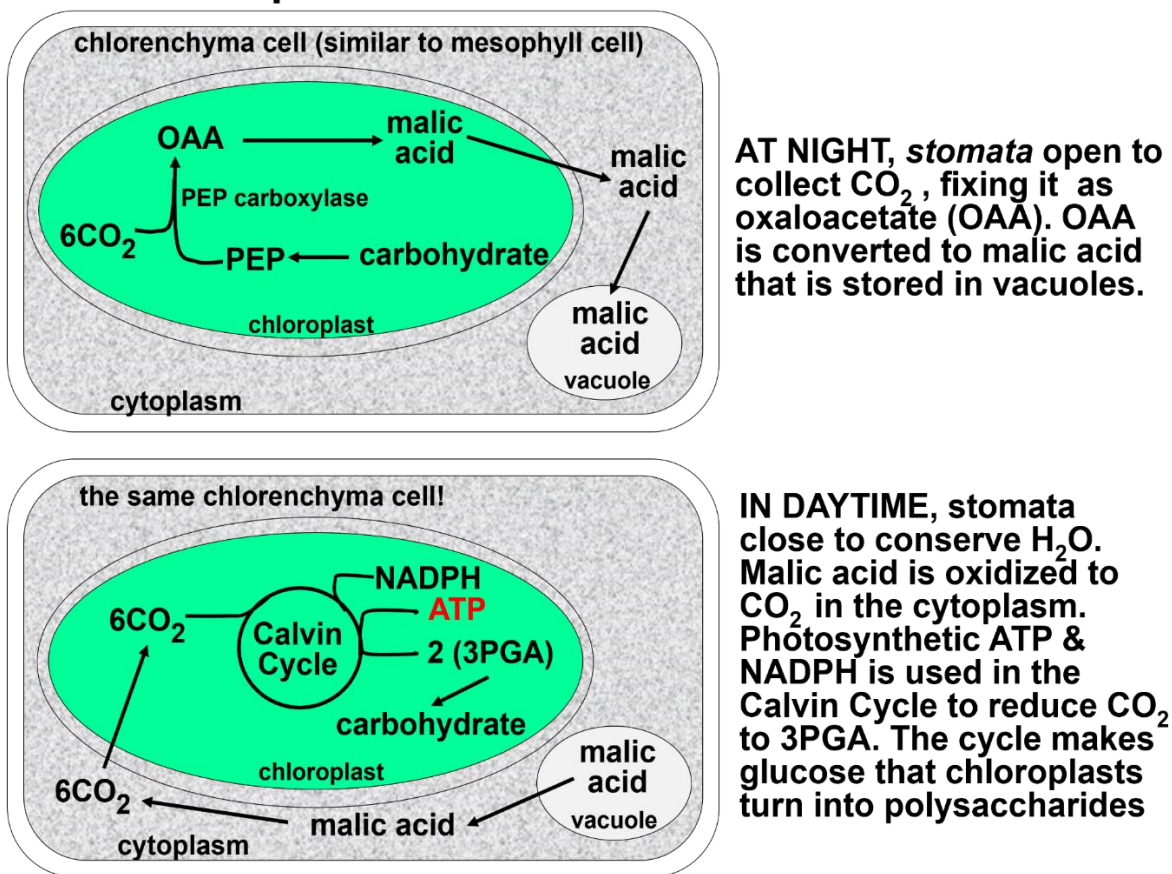 chlorenchyma cell (similar to mesophyll cell)
OAA
malic
acid
malic
acid
PEP carboxylase
6CO₂
PEP
carbohydrate
chloroplast
malic
acid
vacuole
cytoplasm
AT NIGHT, stomata open to
collect CO₂ , fixing it as
oxaloacetate (OAA). OAA
is converted to malic acid
that is stored in vacuoles.
the same chlorenchyma cell!
NADPH
ATP
6CO₂
Calvin
Cycle
2 (3PGA)
carbohydrate
chloroplast
malic
acid
vacuole
6CO₂
malic acid
cytoplasm
IN DAYTIME, stomata
close to conserve H₂O.
Malic acid is oxidized to
CO₂ in the cytoplasm.
Photosynthetic ATP &
NADPH is used in the
Calvin Cycle to reduce CO₂
to 3PGA. The cycle makes
glucose that chloroplasts
turn into polysaccharides